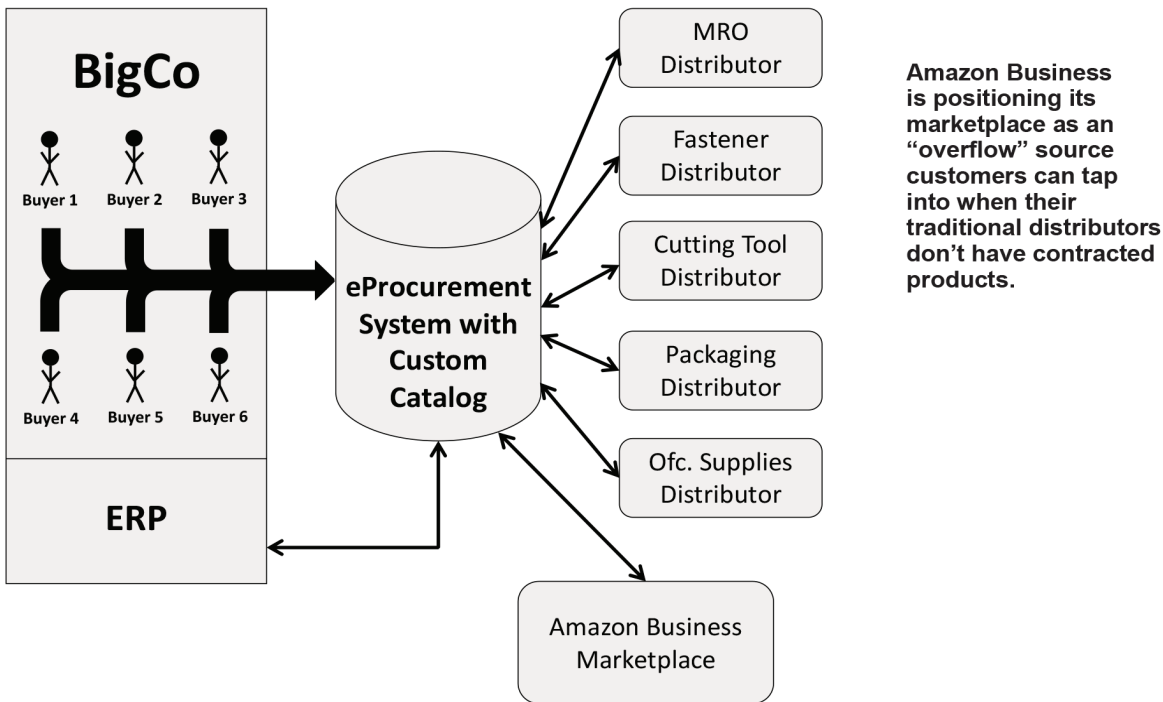 BigCo
Buyer 1
Buyer 2
Buyer 3
Buyer 4
Buyer 5
Buyer 6
ERP
eProcurement
System with
Custom
Catalog
MRO
Distributor
Fastener
Distributor
Cutting Tool
Distributor
Packaging
Distributor
Ofc. Supplies
Distributor
Amazon Business
Marketplace
Amazon Business
is positioning its
marketplace as an
“overflow” source
customers can tap
into when their
traditional distributors
don’t have contracted
products.